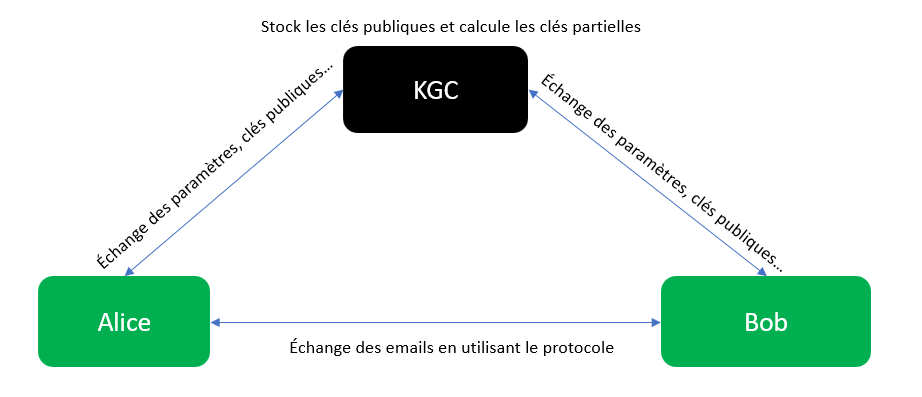 Stock les clés publiques et calcule les clés partielles
KGC
Échange des paramètres, clés publiques...
Échange des paramètres, clés publiques...
Alice
Bob
Échange des emails en utilisant le protocole